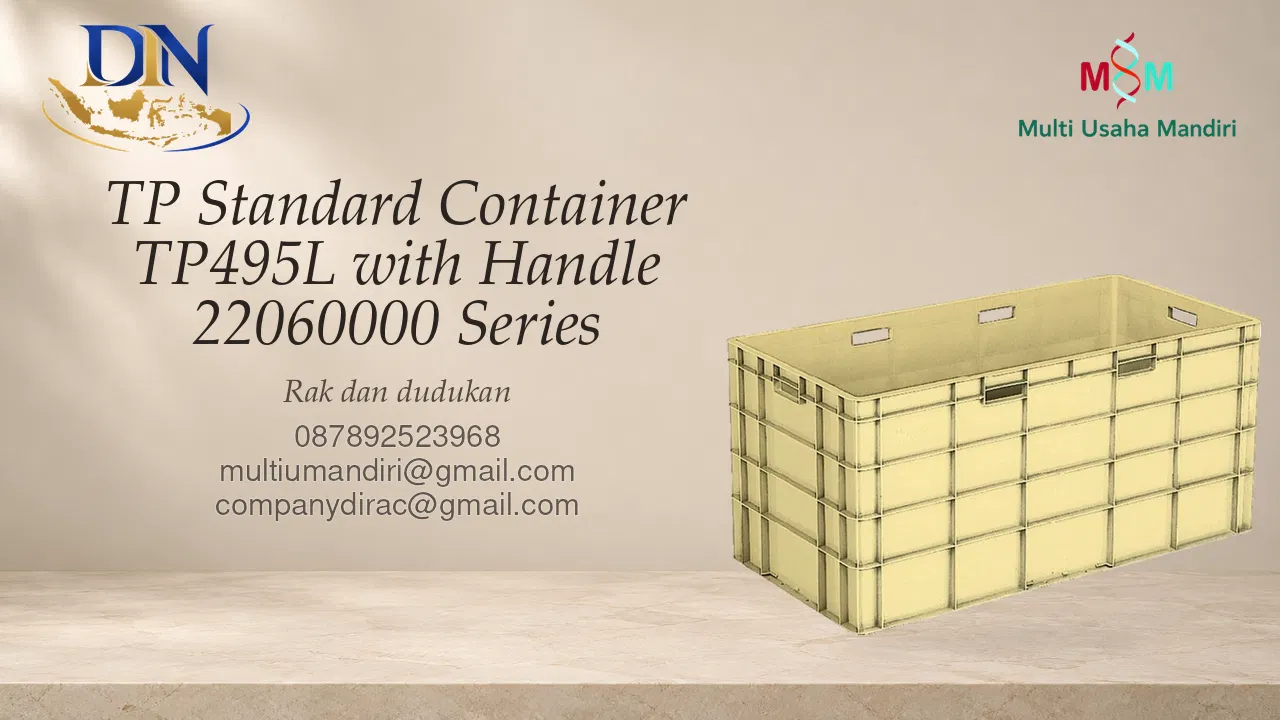 DN
M M
Multi Usaha Mandiri
TP Standard Container
TP495L with Handle
22060000 Series
Rak dan dudukan
087892523968
multiumandiri@gmail.com
companydirac@gmail.com